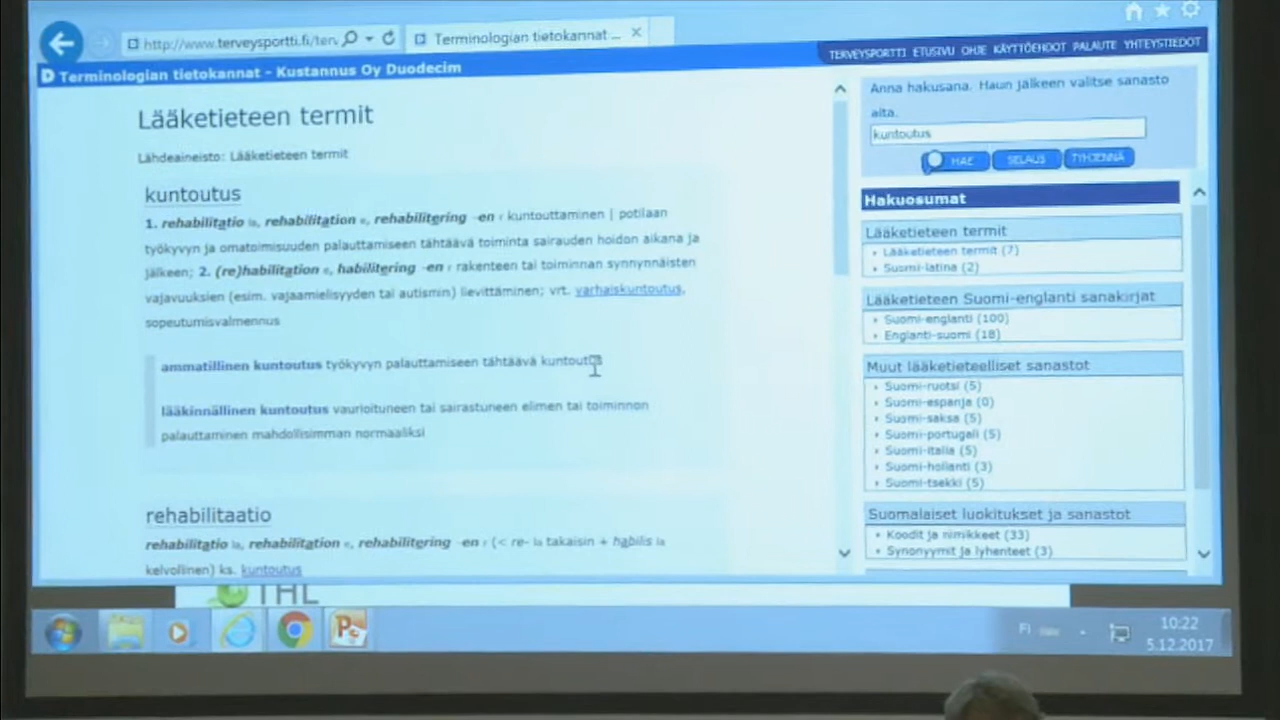 http://www.terveysportti.fi/terv
Terminologian tietokannat ...
TERVEYSPORTTI ETUSIVU OHJE KÄYTTÖEHDOT PALAUTE YHTEYSTIEDOT
Terminologian tietokannat - Kustannus Oy Duodecim
Lääketieteen termit
Lähdeaineisto: Lääketieteen termit
kuntoutus
1. rehabilitatio la, rehabilitation e, rehabilitering -en r kuntouttaminen | potilaan
työkyvyn ja omatoimisuuden palauttamiseen tähtäävä toiminta sairauden hoidon aikana ja
jälkeen; 2. (re)habilitation e, habilitering -en r rakenteen tai toiminnan synnynnäisten
vajavuuksien (esim. vajaamielisyyden tai autismin) lievittäminen; vrt. varhaiskuntoutus,
sopeutumisvalmennus
ammatillinen kuntoutus työkyvyn palauttamiseen tähtäävä kuntoutus
lääkinnällinen kuntoutus vaurioituneen tai sairastuneen elimen tai toiminnon
palauttaminen mahdollisimman normaaliksi
rehabilitaatio
rehabilitatio la, rehabilitation e, rehabilitering -en r (< re- la takaisin + habilis la
kelvollinen) ks. kuntoutus
Anna hakusana. Haun jälkeen valitse sanasto
alta.
kuntoutus
HAE SELAUS TYHJENNÄ
Hakuosumat
Lääketieteen termit
Lääketieteen termit (7)
Suomi-latina (2)
Lääketieteen Suomi-englanti sanakirjat
Suomi-englanti (100)
Englanti-suomi (18)
Muut lääketieteelliset sanastot
Suomi-ruotsi (5)
Suomi-espanja (0)
Suomi-saksa (5)
Suomi-portugali (5)
Suomi-italia (5)
Suomi-hollanti (3)
Suomi-tsekki (5)
Suomalaiset luokitukset ja sanastot
Koodit ja nimikkeet (33)
Synonyymit ja lyhenteet (3)
THL
FI
10:22
5.12.2017